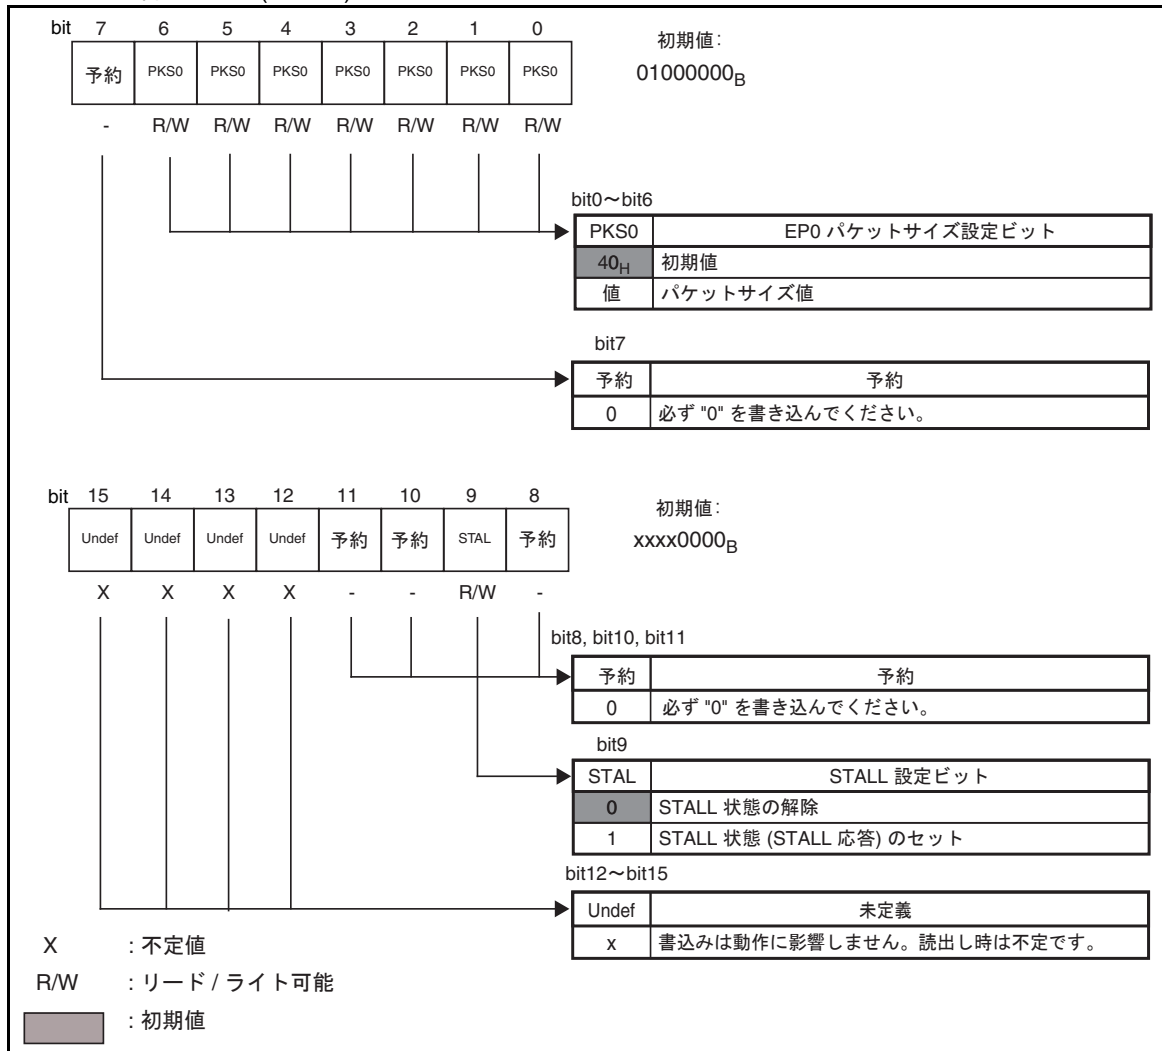 bit 7 6 5 4 3 2 1 0
予約 PKS0 PKS0 PKS0 PKS0 PKS0 PKS0 PKS0
- R/W R/W R/W R/W R/W R/W R/W
初期値:
01000000B
bit0～bit6
PKS0 EP0 パケットサイズ設定ビット
40H 初期値
値 パケットサイズ値
bit7
予約 予約
0 必ず "0" を書き込んでください。
bit 15 14 13 12 11 10 9 8
Undef Undef Undef Undef 予約 予約 STAL 予約
X X X X - - R/W -
初期値:
xxxx0000B
bit8, bit10, bit11
予約 予約
0 必ず "0" を書き込んでください。
bit9
STAL STALL 設定ビット
0 STALL 状態の解除
1 STALL 状態 (STALL 応答) のセット
bit12～bit15
Undef 未定義
x 書込みは動作に影響しません。読出し時は不定です。
X : 不定値
R/W : リード / ライト可能
: 初期値